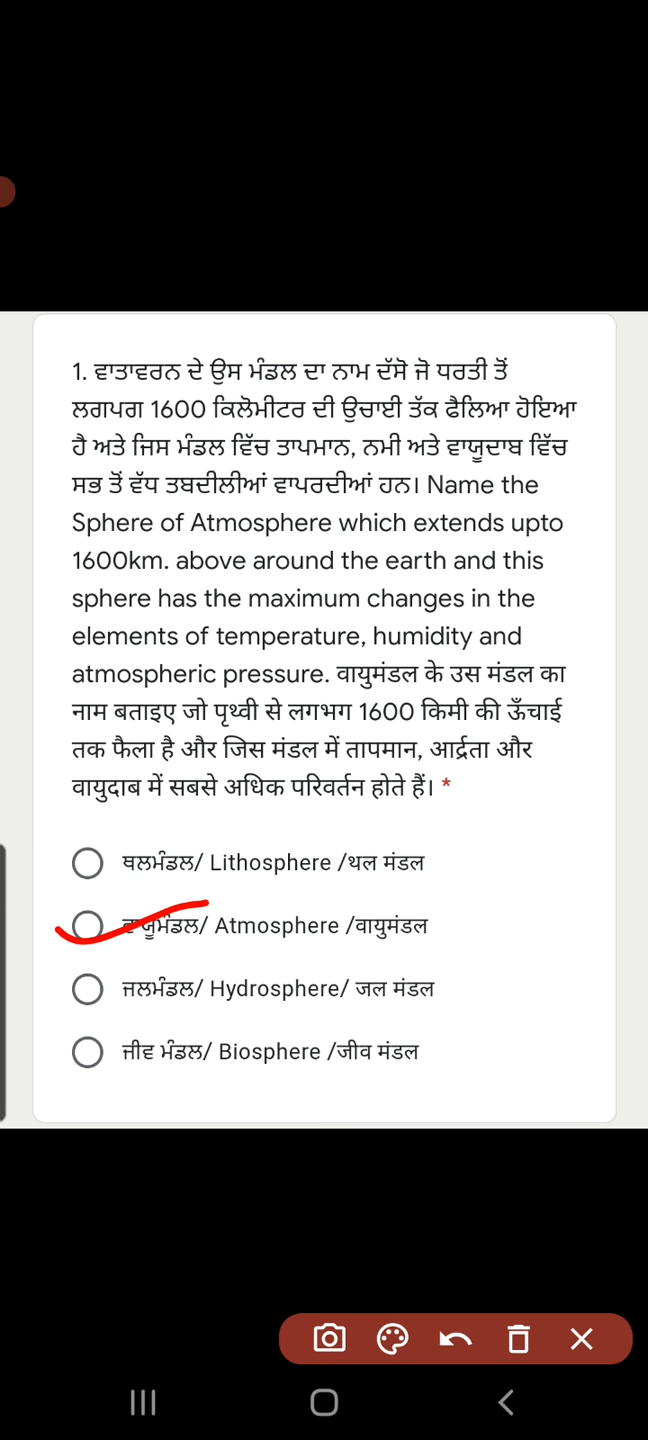 1. ਵਾਤਾਵਰਨ ਦੇ ਉਸ ਮੰਡਲ ਦਾ ਨਾਮ ਦੱਸੋ ਜੋ ਧਰਤੀ ਤੋਂ
ਲਗਪਗ 1600 ਕਿਲੋਮੀਟਰ ਦੀ ਉਚਾਈ ਤੱਕ ਫੈਲਿਆ ਹੋਇਆ
ਹੈ ਅਤੇ ਜਿਸ ਮੰਡਲ ਵਿੱਚ ਤਾਪਮਾਨ, ਨਮੀ ਅਤੇ ਵਾਯੂਦਾਬ ਵਿੱਚ
ਸਭ ਤੋਂ ਵੱਧ ਤਬਦੀਲੀਆਂ ਵਾਪਰਦੀਆਂ ਹਨ। Name the
Sphere of Atmosphere which extends upto
1600km. above around the earth and this
sphere has the maximum changes in the
elements of temperature, humidity and
atmospheric pressure. वायुमंडल के उस मंडल का
नाम बताइए जो पृथ्वी से लगभग 1600 किमी की ऊँचाई
तक फैला है और जिस मंडल में तापमान, आर्द्रता और
वायुदाब में सबसे अधिक परिवर्तन होते हैं। *
ਥਲਮੰਡਲ/ Lithosphere /थल मंडल
ਵਾਯੂਮੰਡਲ/ Atmosphere /वायुमंडल
ਜਲਮੰਡਲ/ Hydrosphere/ जल मंडल
ਜੀਵ ਮੰਡਲ/ Biosphere /जीव मंडल